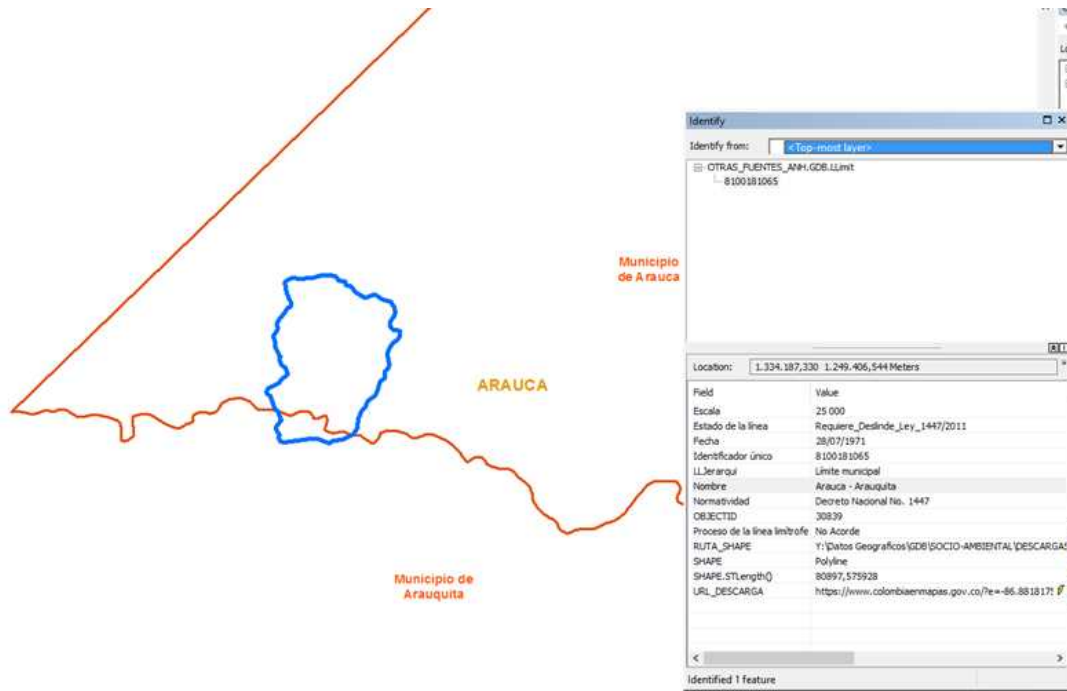 Municipio
de Arauca
ARAUCA
Municipio de
Arauquita
Identify
Identify from: <Top-most layer>
OTRAS_FUENTES_ANH.GDB.LLimit
8100181065
Location: 1.334.187,330 1.249.406,544 Meters
Field Value
Escala 25 000
Estado de la línea Requiere_Deslinde_Ley_1447/2011
Fecha 28/07/1971
Identificador único 8100181065
LLJerarqui Límite municipal
Nombre Arauca - Arauquita
Normatividad Decreto Nacional No. 1447
OBJECTID 30839
Proceso de la línea limítrofe No Acorde
RUTA_SHAPE Y:\Datos Geograficos\GDB\SOCIO-AMBIENTAL\DESCARGAS
SHAPE Polyline
SHAPE.STLength() 80897,575928
URL_DESCARGA https://www.colombiaenmapas.gov.co/?e=-86.8818175
Identified 1 feature